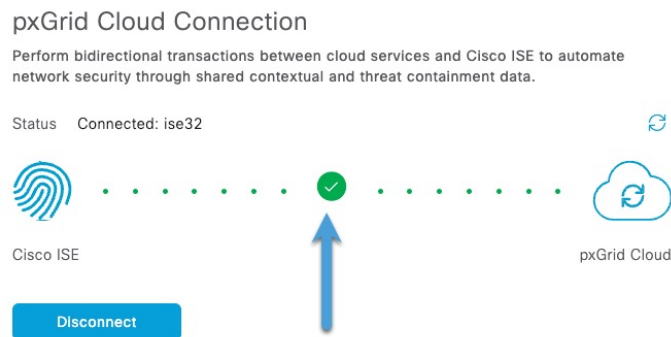 pxGrid Cloud Connection
Perform bidirectional transactions between cloud services and Cisco ISE to automate
network security through shared contextual and threat containment data.
Status Connected: ise32
Cisco ISE pxGrid Cloud
Disconnect